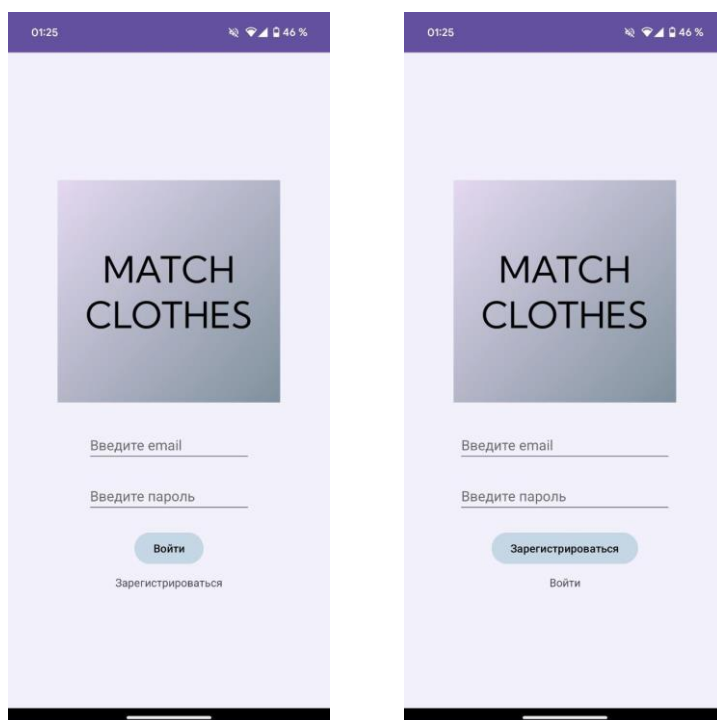 01:25
46 %
MATCH
CLOTHES
Введите email
Введите пароль
Войти
Зарегистрироваться
01:25
46 %
MATCH
CLOTHES
Введите email
Введите пароль
Зарегистрироваться
Войти